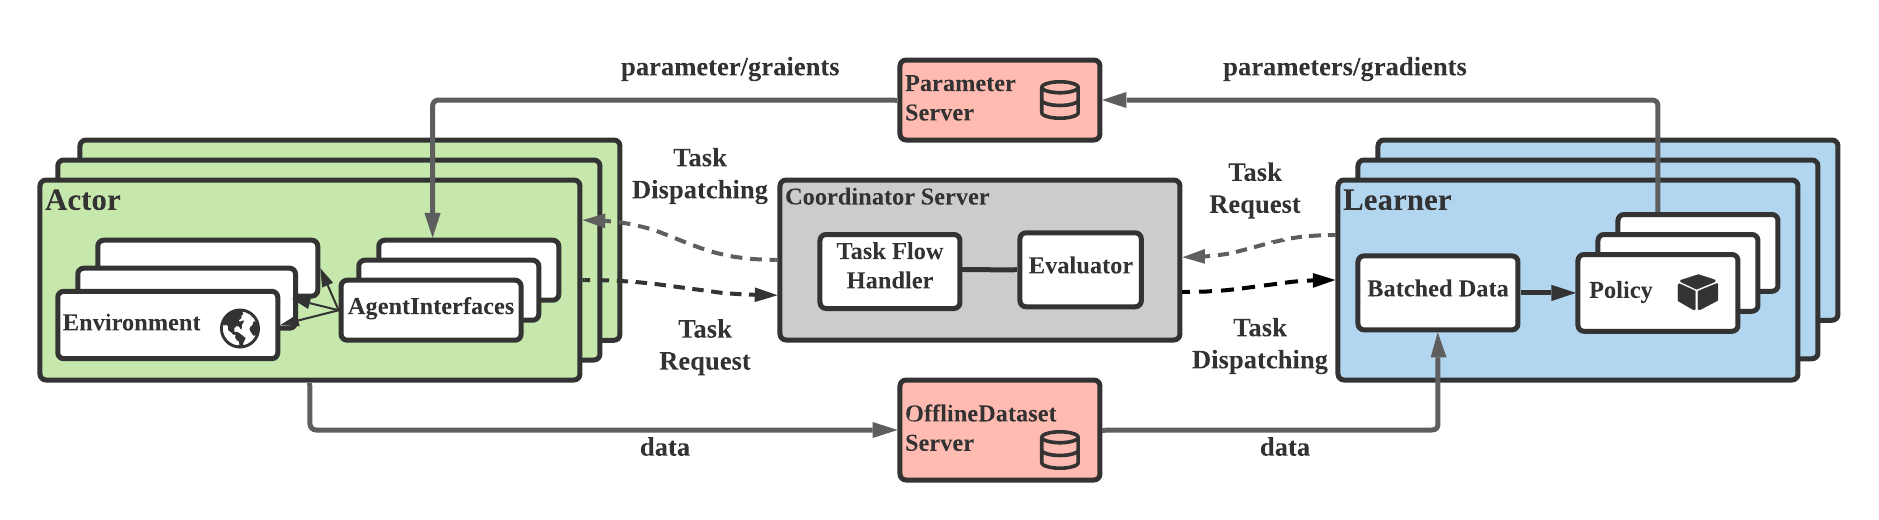 parameter/graients
Parameter
Server
parameters/gradients
Task
Dispatching
Task
Request
Actor
Environment
AgentInterfaces
Coordinator Server
Task Flow
Handler
Evaluator
Learner
Batched Data
Policy
Task
Request
Task
Dispatching
data
OfflineDataset
Server
data